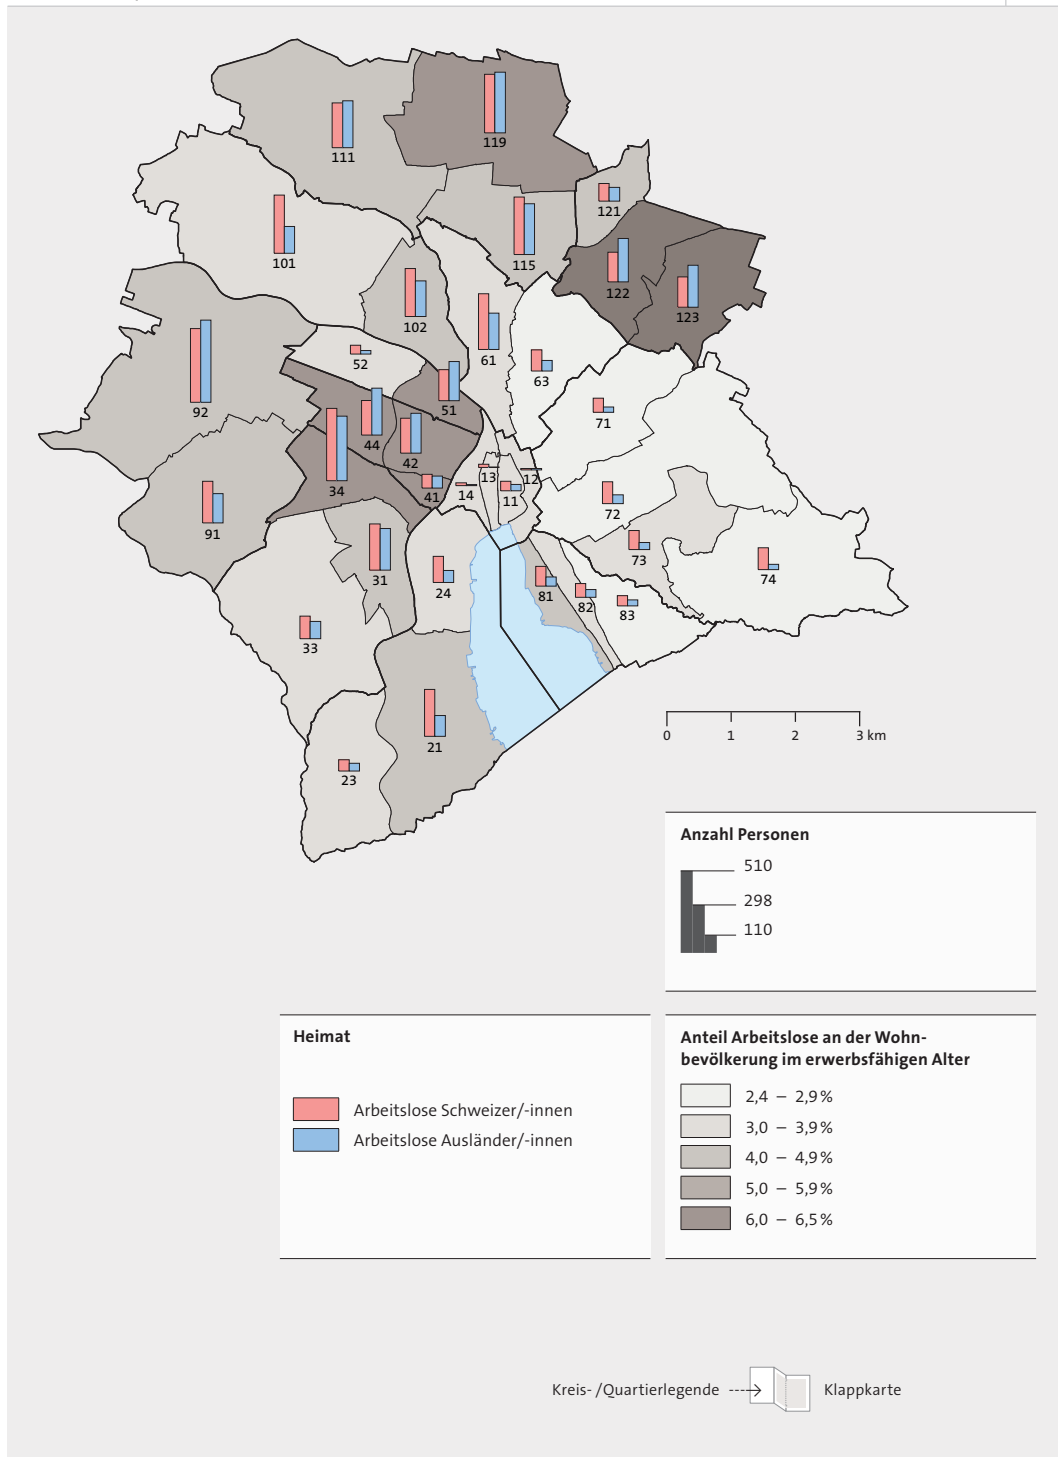 119
111
121
115
101
122
123
102
61
52
63
92
51
71
44
42
13
12
34
41
14
11
72
91
73
74
31
24
81
82
83
33
21
23
0 1 2 3 km
Anzahl Personen
510
298
110
Heimat
Arbeitslose Schweizer/-innen
Arbeitslose Ausländer/-innen
Anteil Arbeitslose an der Wohn-
bevölkerung im erwerbsfähigen Alter
2,4 – 2,9 %
3,0 – 3,9 %
4,0 – 4,9 %
5,0 – 5,9 %
6,0 – 6,5 %
Kreis- /Quartierlegende Klappkarte